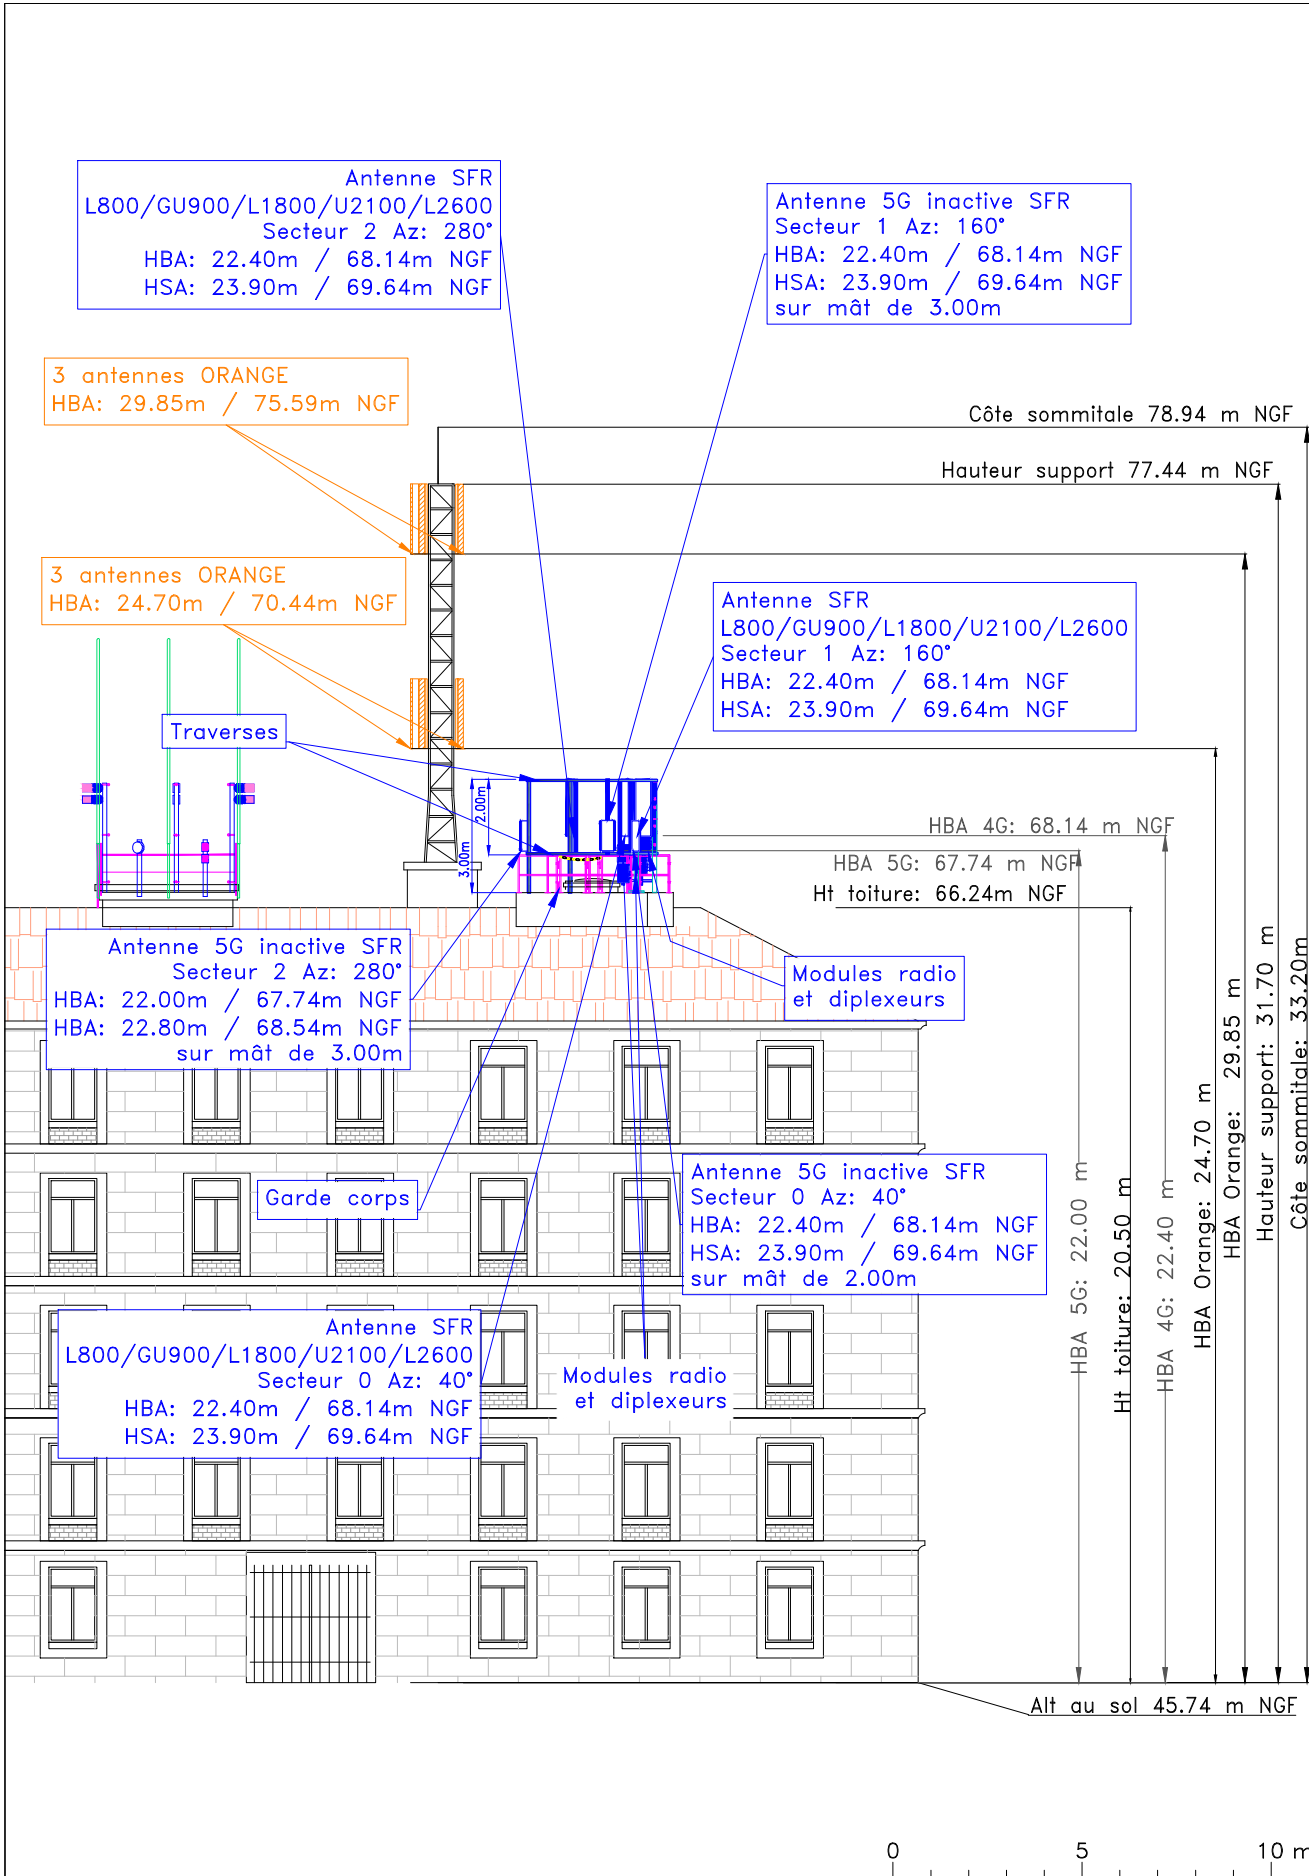 Antenne SFR
L800/GU900/L1800/U2100/L2600
Secteur 2 Az: 280°
HBA: 22.40m / 68.14m NGF
HSA: 23.90m / 69.64m NGF
Antenne 5G inactive SFR
Secteur 1 Az: 160°
HBA: 22.40m / 68.14m NGF
HSA: 23.90m / 69.64m NGF
sur mât de 3.00m
3 antennes ORANGE
HBA: 29.85m / 75.59m NGF
Côte sommitale 78.94 m NGF
Hauteur support 77.44 m NGF
3 antennes ORANGE
HBA: 24.70m / 70.44m NGF
Antenne SFR
L800/GU900/L1800/U2100/L2600
Secteur 1 Az: 160°
HBA: 22.40m / 68.14m NGF
HSA: 23.90m / 69.64m NGF
Traverses
2.00m
3.00m
HBA 4G: 68.14 m NGF
HBA 5G: 67.74 m NGF
Ht toiture: 66.24m NGF
Antenne 5G inactive SFR
Secteur 2 Az: 280°
HBA: 22.00m / 67.74m NGF
HBA: 22.80m / 68.54m NGF
sur mât de 3.00m
Modules radio
et diplexeurs
Garde corps
Antenne 5G inactive SFR
Secteur 0 Az: 40°
HBA: 22.40m / 68.14m NGF
HSA: 23.90m / 69.64m NGF
sur mât de 2.00m
Antenne SFR
L800/GU900/L1800/U2100/L2600
Secteur 0 Az: 40°
HBA: 22.40m / 68.14m NGF
HSA: 23.90m / 69.64m NGF
Modules radio
et diplexeurs
HBA 5G: 22.00 m
Ht toiture: 20.50 m
HBA 4G: 22.40 m
HBA Orange: 24.70 m
HBA Orange: 29.85 m
Hauteur support: 31.70 m
Côte sommitale: 33.20m
Alt au sol 45.74 m NGF
0 5 10 m